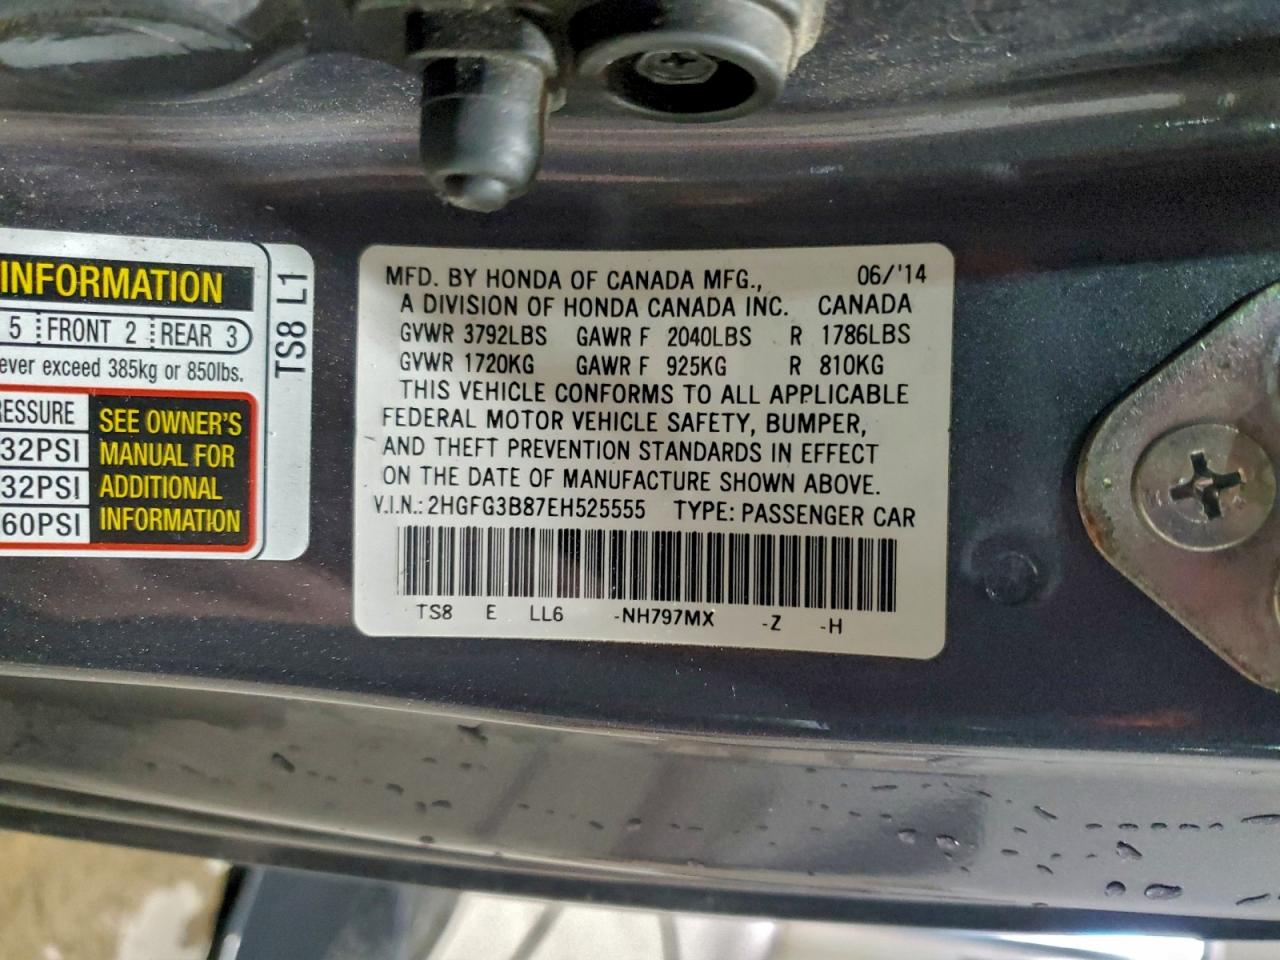 INFORMATION
5 FRONT 2 REAR 3
ever exceed 385kg or 850lbs.
ESSURE
32PSI
32PSI
60PSI
SEE OWNER'S
MANUAL FOR
ADDITIONAL
INFORMATION
TS8 L1
MFD. BY HONDA OF CANADA MFG., 06/'14
A DIVISION OF HONDA CANADA INC. CANADA
GVWR 3792LBS GAWR F 2040LBS R 1786LBS
GVWR 1720KG GAWR F 925KG R 810KG
THIS VEHICLE CONFORMS TO ALL APPLICABLE
FEDERAL MOTOR VEHICLE SAFETY, BUMPER,
AND THEFT PREVENTION STANDARDS IN EFFECT
ON THE DATE OF MANUFACTURE SHOWN ABOVE.
V.I.N.: 2HGFG3B87EH525555 TYPE: PASSENGER CAR
TS8 E LL6 -NH797MX -Z -H